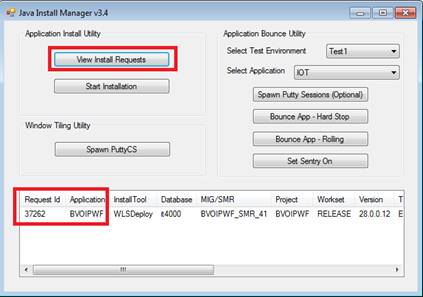 Java Install Manager v3.4
Application Install Utility
View Install Requests
Start Installation
Window Tiling Utility
Spawn PuttyCS
Application Bounce Utility
Select Test Environment
Test1
Select Application
IOT
Spawn Putty Sessions (Optional)
Bounce App - Hard Stop
Bounce App - Rolling
Set Sentry On
Request Id Application InstallTool Database MIG/SMR Project Workset Version T
37262 BVOIPWF WLSDeploy it4000 BVOIPWF_SMR_41 BVOIPWF RELEASE 28.0.0.12 E